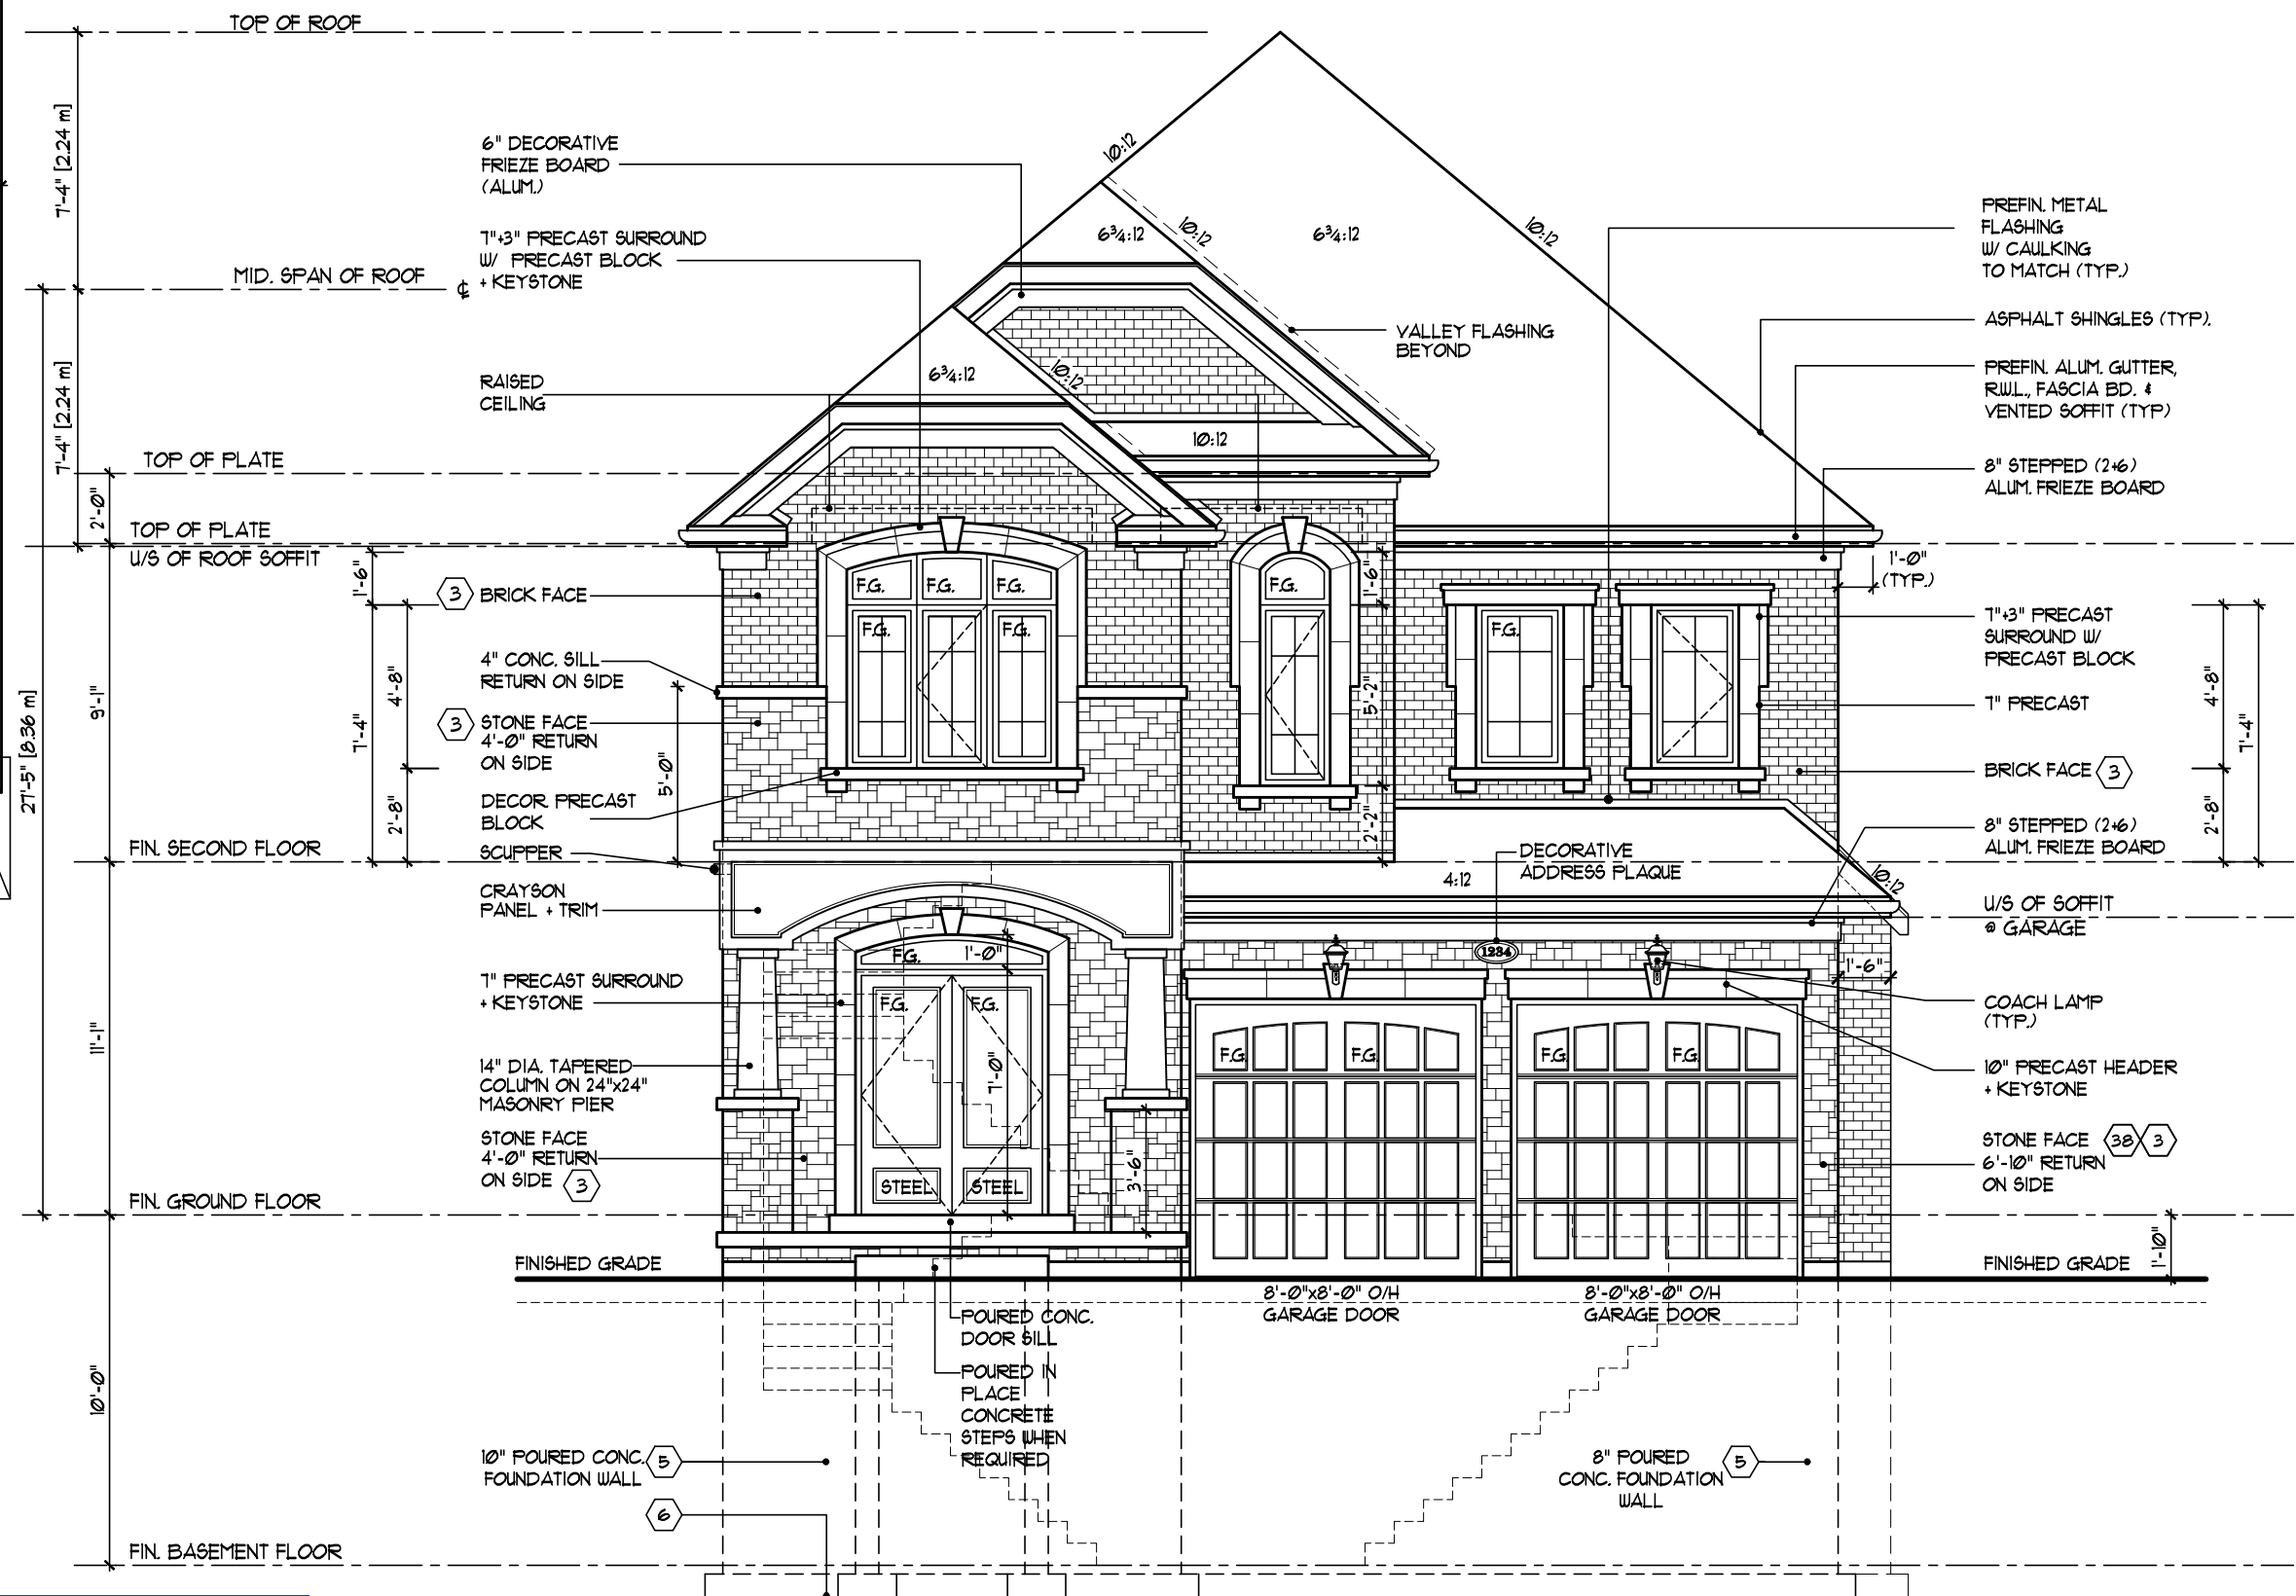 TOP OF ROOF
7'-4" [2.24 m]
MID. SPAN OF ROOF
℄
7'-4" [2.24 m]
TOP OF PLATE
2'-0"
TOP OF PLATE
U/S OF ROOF SOFFIT
27'-5" [8.36 m]
9'-1"
1'-6"
7'-4"
4'-8"
2'-8"
5'-0"
FIN. SECOND FLOOR
11'-1"
FIN. GROUND FLOOR
10'-0"
FIN. BASEMENT FLOOR
6" DECORATIVE
FRIEZE BOARD
(ALUM.)
7"+3" PRECAST SURROUND
W/ PRECAST BLOCK
+ KEYSTONE
RAISED
CEILING
3 BRICK FACE
4" CONC. SILL
RETURN ON SIDE
3 STONE FACE
4'-0" RETURN
ON SIDE
DECOR. PRECAST
BLOCK
SCUPPER
CRAYSON
PANEL + TRIM
7" PRECAST SURROUND
+ KEYSTONE
14" DIA. TAPERED
COLUMN ON 24"x24"
MASONRY PIER
STONE FACE
4'-0" RETURN
ON SIDE 3
FINISHED GRADE
10" POURED CONC. 5
FOUNDATION WALL
6
10:12
10:12
10:12
6¾:12
6¾:12
VALLEY FLASHING
BEYOND
6¾:12
10:12
10:12
F.G. F.G. F.G.
F.G. F.G.
F.G.
F.G.
1'-6"
5'-2"
2'-2"
DECORATIVE
ADDRESS PLAQUE
4:12
10:12
1234
F.G.
1'-0"
F.G. F.G.
7'-0"
STEEL STEEL
3'-6"
F.G. F.G. F.G. F.G.
8'-0"x8'-0" O/H
GARAGE DOOR
8'-0"x8'-0" O/H
GARAGE DOOR
POURED CONC.
DOOR SILL
POURED IN
PLACE
CONCRETE
STEPS WHEN
REQUIRED
8" POURED
CONC. FOUNDATION
WALL
5
PREFIN. METAL
FLASHING
W/ CAULKING
TO MATCH (TYP.)
ASPHALT SHINGLES (TYP).
PREFIN. ALUM. GUTTER,
R.W.L., FASCIA BD. &
VENTED SOFFIT (TYP)
8" STEPPED (2+6)
ALUM. FRIEZE BOARD
1'-0"
(TYP.)
7"+3" PRECAST
SURROUND W/
PRECAST BLOCK
7" PRECAST
BRICK FACE 3
4'-8"
7'-4"
2'-8"
8" STEPPED (2+6)
ALUM. FRIEZE BOARD
U/S OF SOFFIT
@ GARAGE
1'-6"
COACH LAMP
(TYP.)
10" PRECAST HEADER
+ KEYSTONE
STONE FACE 38 3
6'-10" RETURN
ON SIDE
FINISHED GRADE
1'-10"